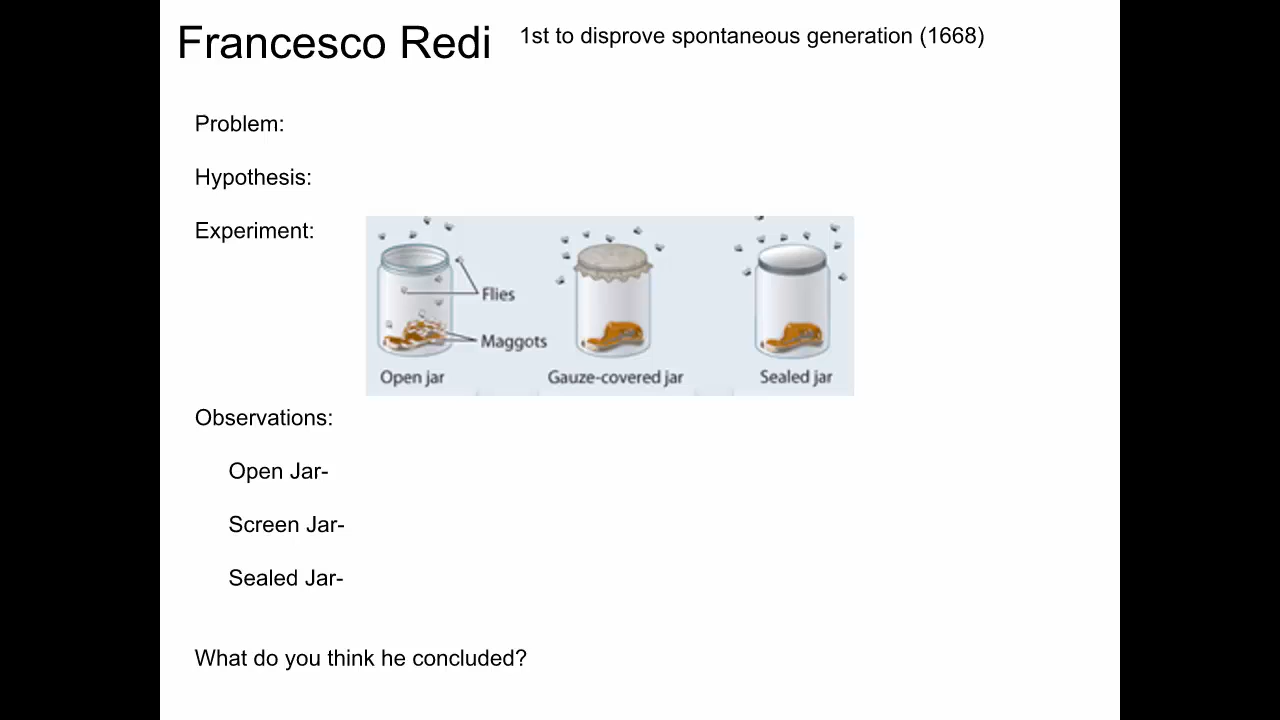 Francesco Redi 1st to disprove spontaneous generation (1668)
Problem:
Hypothesis:
Experiment:
Flies
Maggots
Open jar Gauze-covered jar Sealed jar
Observations:
Open Jar-
Screen Jar-
Sealed Jar-
What do you think he concluded?